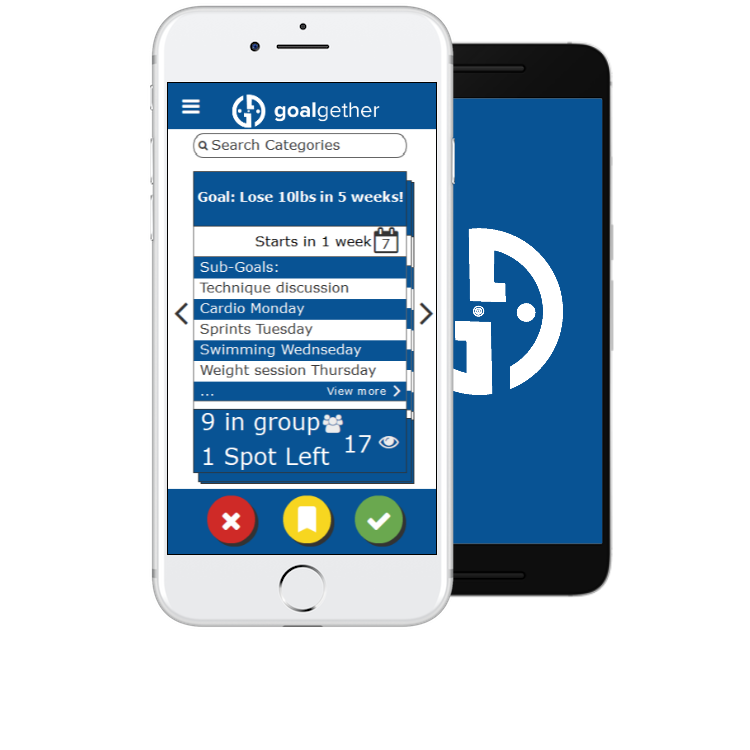 goalgether
Search Categories
Goal: Lose 10lbs in 5 weeks!
Starts in 1 week
7
Sub-Goals:
Technique discussion
Cardio Monday
Sprints Tuesday
Swimming Wednseday
Weight session Thursday
... View more
9 in group
17
1 Spot Left